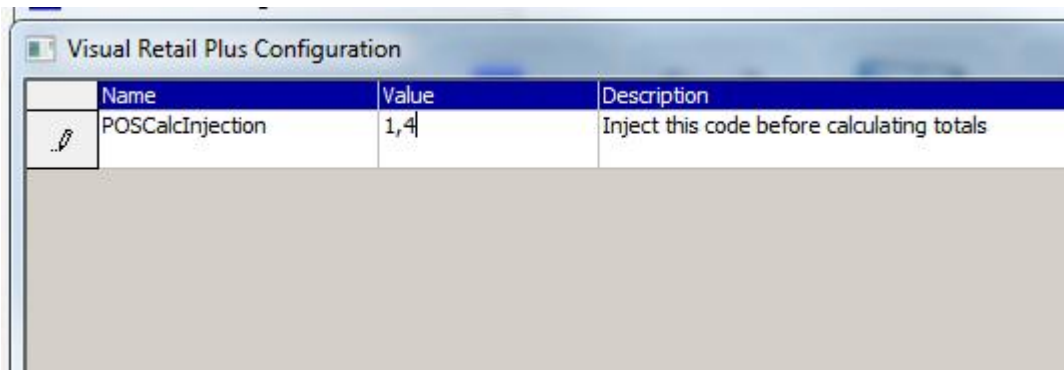 Visual Retail Plus Configuration
Name Value Description
POSCalcInjection 1,4 Inject this code before calculating totals